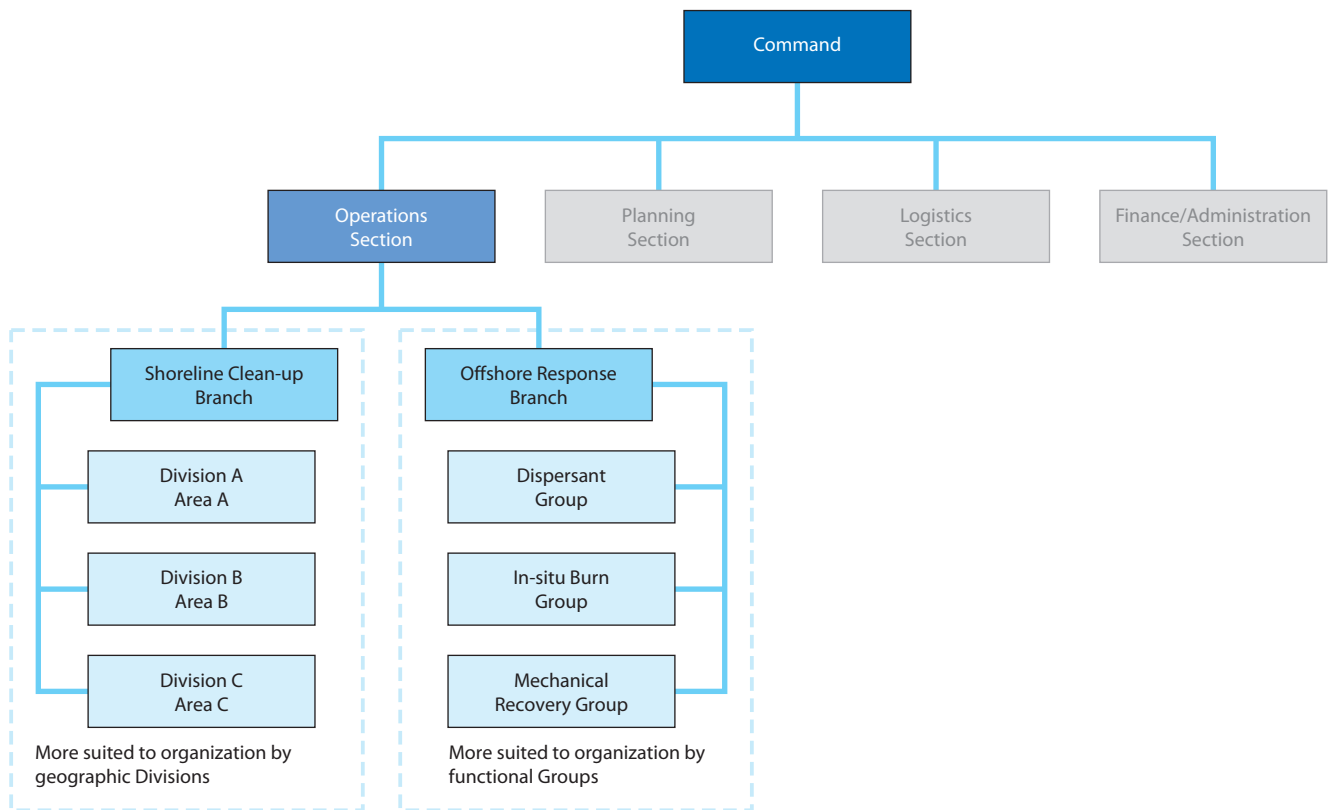 Command
Operations
Section
Planning
Section
Logistics
Section
Finance/Administration
Section
Shoreline Clean-up
Branch
Division A
Area A
Division B
Area B
Division C
Area C
More suited to organization by
geographic Divisions
Offshore Response
Branch
Dispersant
Group
In-situ Burn
Group
Mechanical
Recovery Group
More suited to organization by
functional Groups